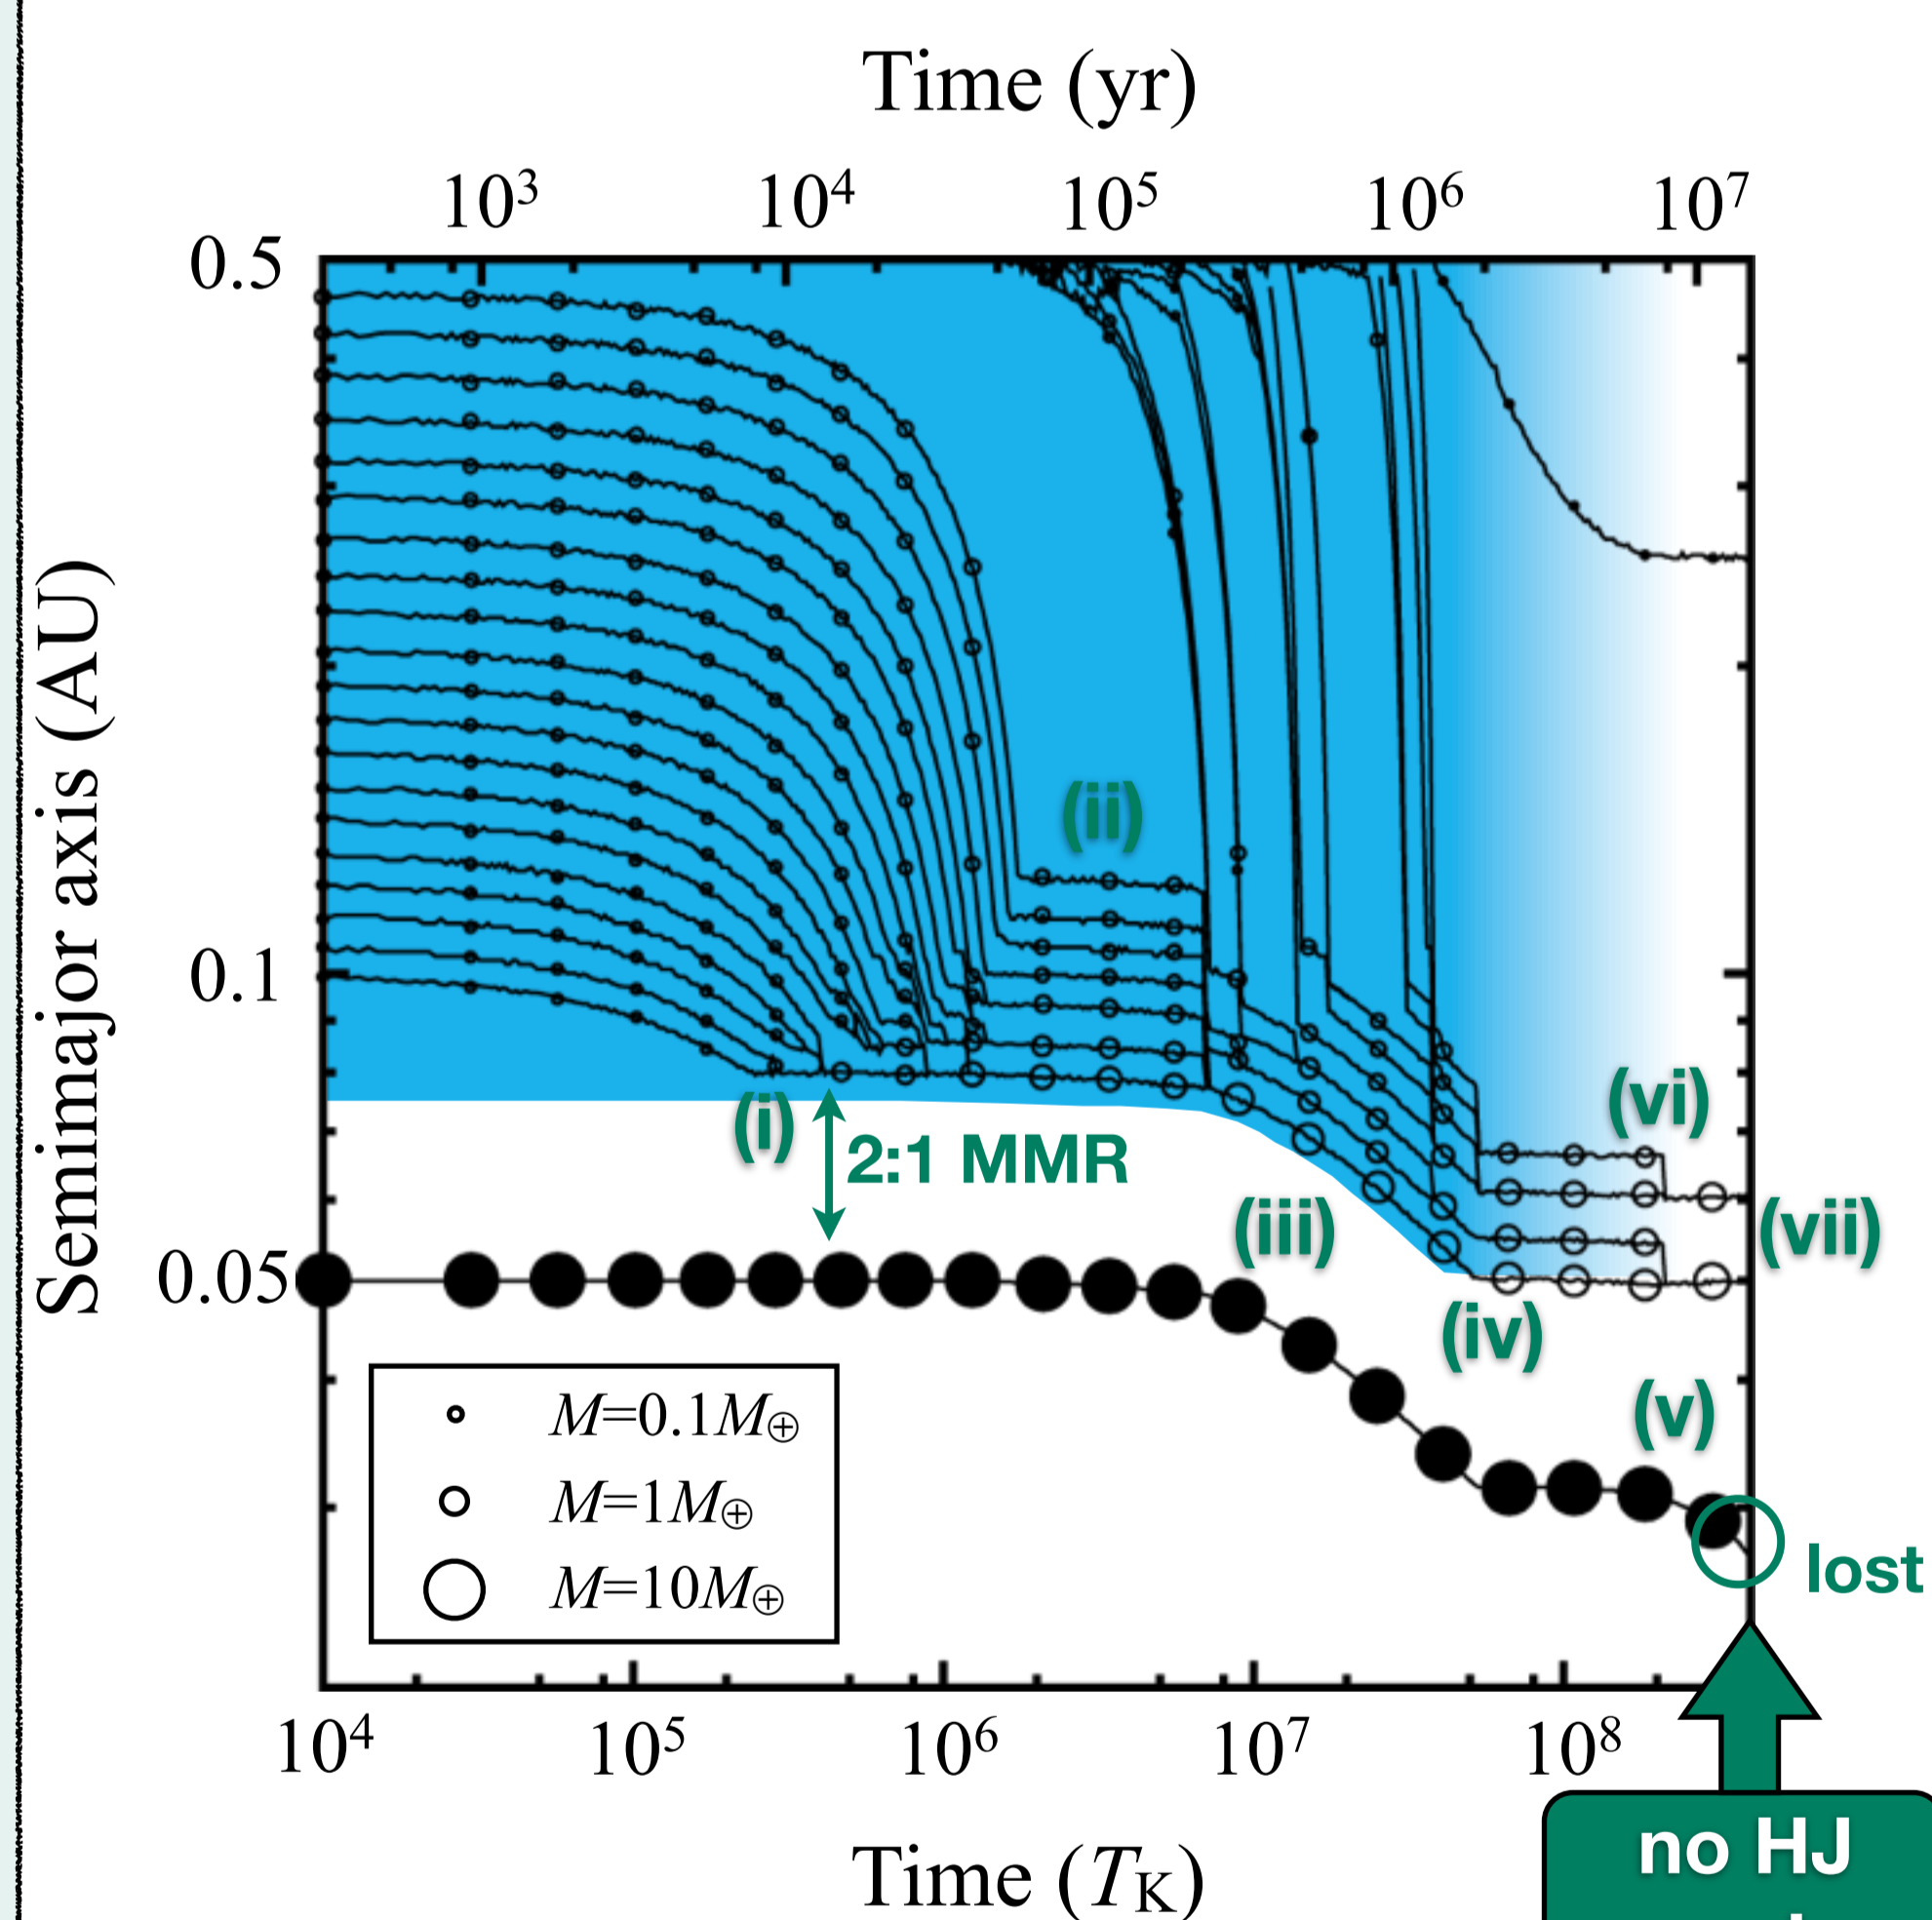 Time (yr)
10³ 10⁴ 10⁵ 10⁶ 10⁷
0.5
Semimajor axis (AU)
(ii)
0.1
(i)
2:1 MMR
(vi)
(iii)
(vii)
0.05
(iv)
(v)
M=0.1M⊕
M=1M⊕
M=10M⊕
lost
10⁴ 10⁵ 10⁶ 10⁷ 10⁸
Time (T_K)
no HJ